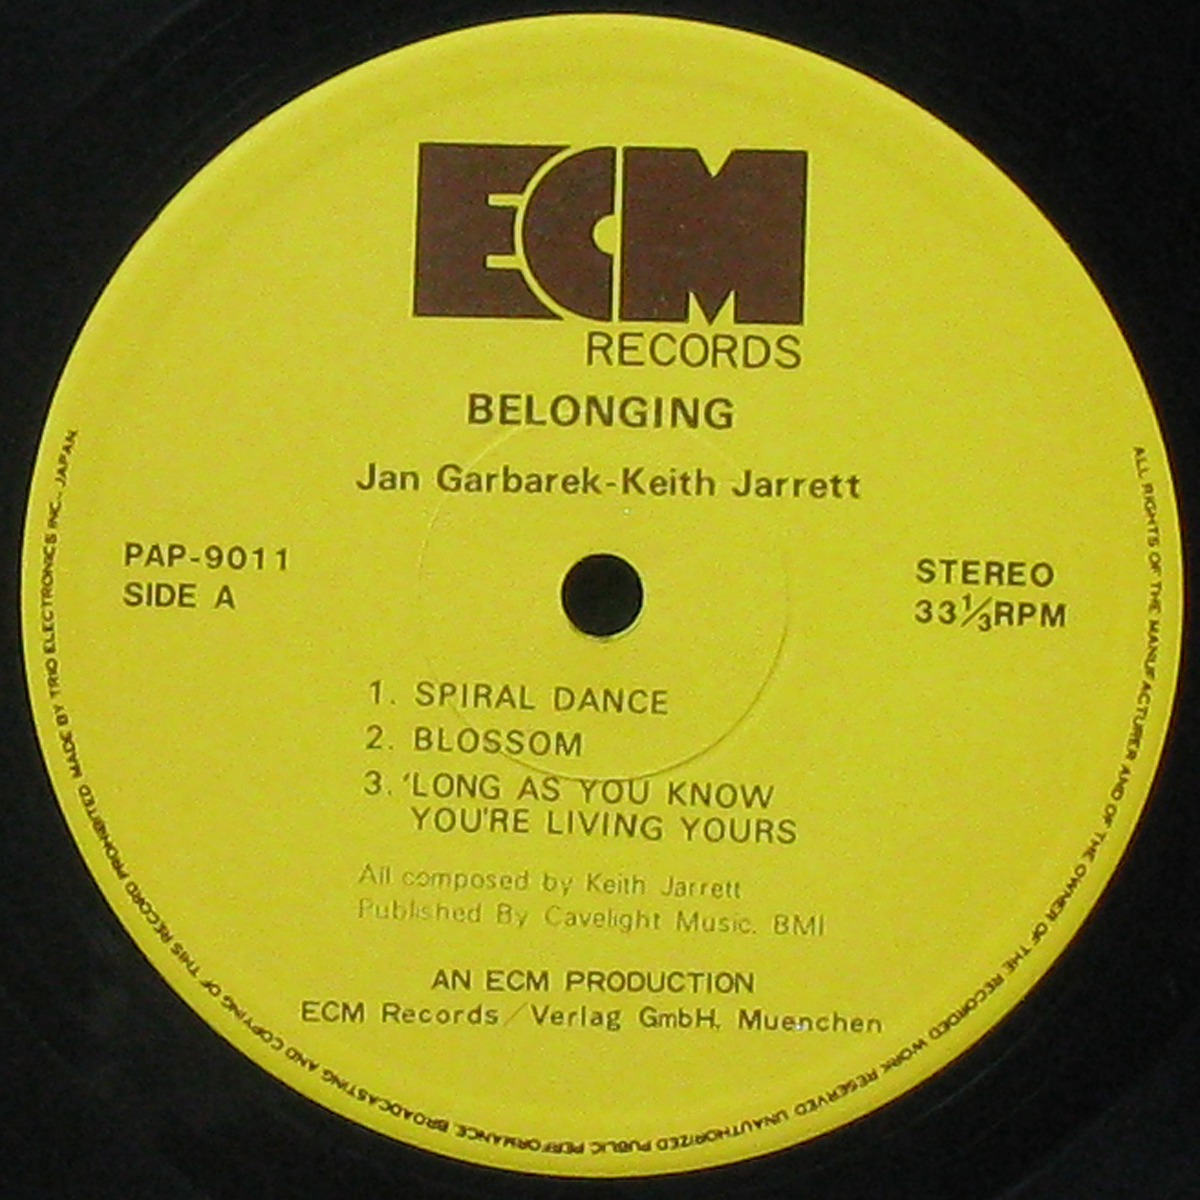 ECM
RECORDS
BELONGING
Jan Garbarek-Keith Jarrett
PAP-9011
SIDE A
STEREO
33⅓RPM
1. SPIRAL DANCE
2. BLOSSOM
3. 'LONG AS YOU KNOW
YOU'RE LIVING YOURS
All composed by Keith Jarrett
Published By Cavelight Music. BMI
AN ECM PRODUCTION
ECM Records/Verlag GmbH, Muenchen
ALL RIGHTS OF THE MANUFACTURER AND OF THE OWNER OF THE RECORDED WORK RESERVED UNAUTHORIZED PUBLIC PERFORMANCE BROADCASTING AND COPYING OF THIS RECORD PROHIBITED MADE BY TRIO ELECTRONICS INC., JAPAN